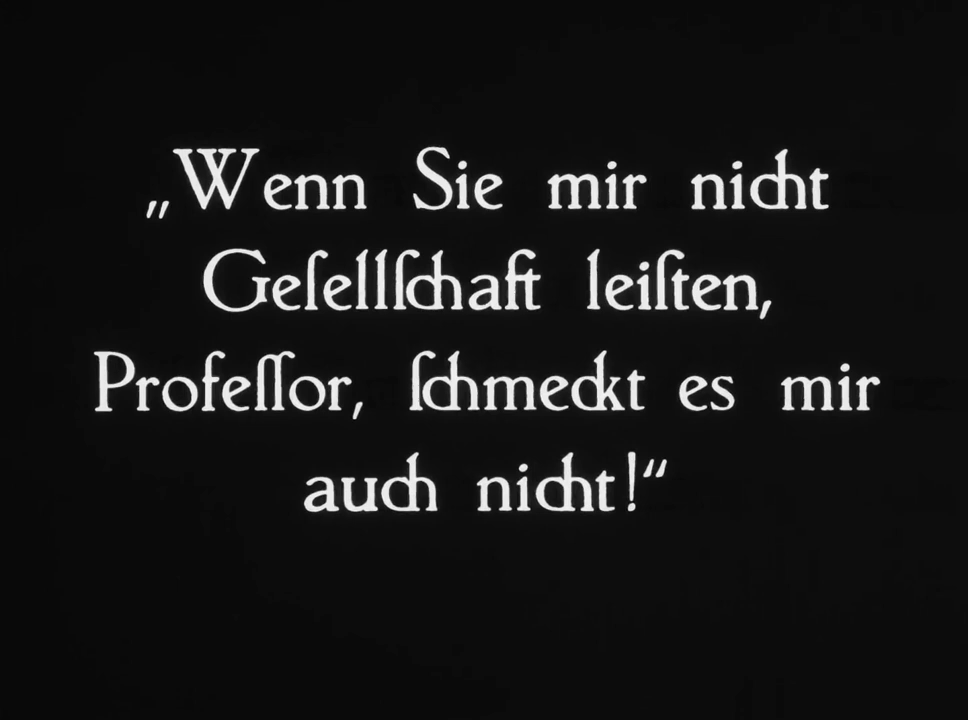 „Wenn Sie mir nicht
Geſellſchaft leiſten,
Profeſſor, ſchmeckt es mir
auch nicht!“